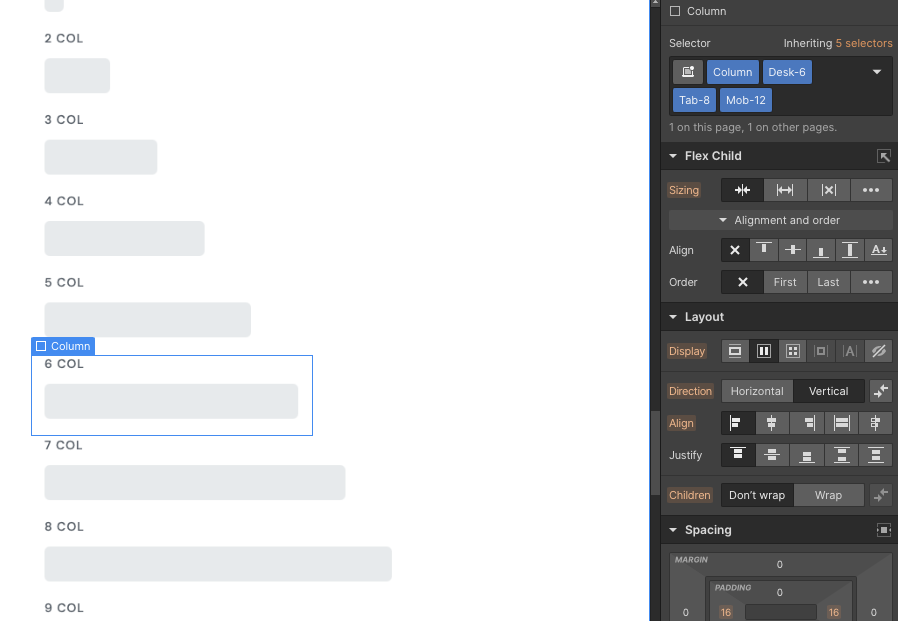 2 COL
3 COL
4 COL
5 COL
Column
6 COL
7 COL
8 COL
9 COL
Column
Selector Inheriting 5 selectors
Column Desk-6
Tab-8 Mob-12
1 on this page, 1 on other pages.
Flex Child
Sizing
Alignment and order
Align
Order First Last
Layout
Display
Direction Horizontal Vertical
Align
Justify
Children Don't wrap Wrap
Spacing
MARGIN 0
PADDING 0
0 16 16 0